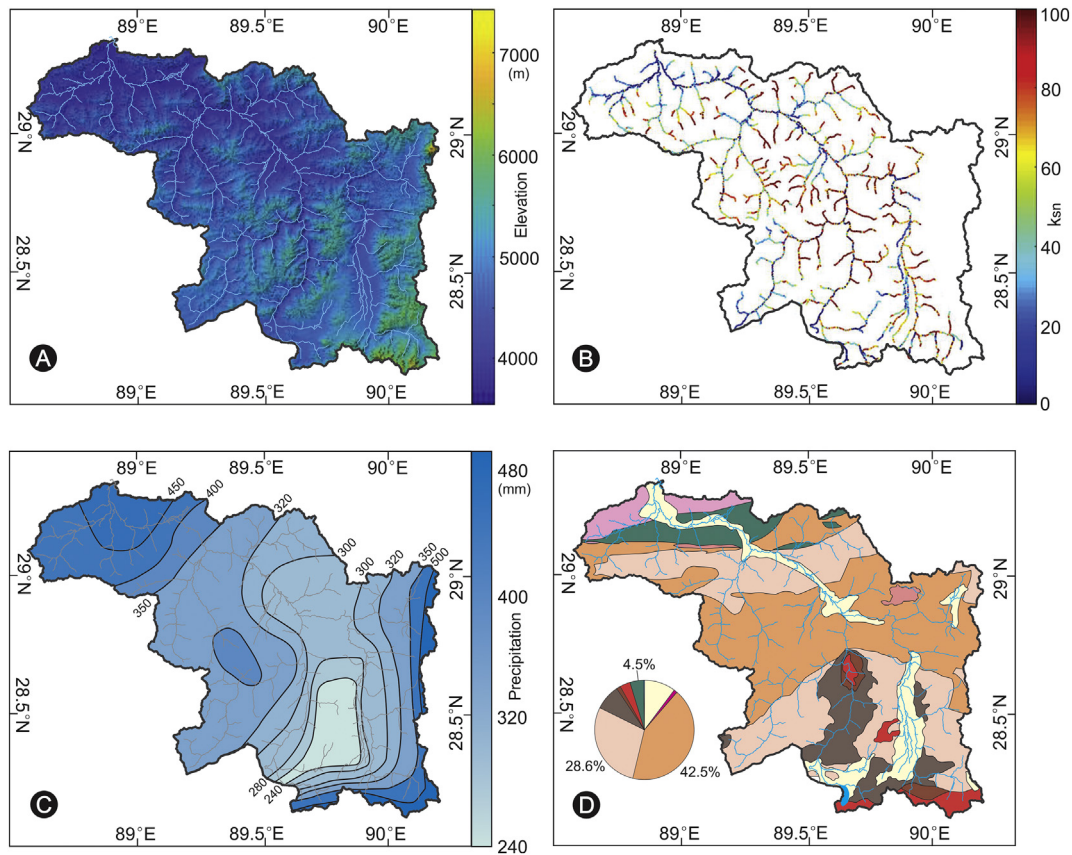 89°E 89.5°E 90°E
7000
(m)
6000
5000
4000
Elevation
29°N
28.5°N
29°N
28.5°N
A
89°E 89.5°E 90°E
89°E 89.5°E 90°E
100
80
60
40
20
0
Ksn
29°N
28.5°N
29°N
28.5°N
B
89°E 89.5°E 90°E
89°E 89.5°E 90°E
480
(mm)
400
320
240
Precipitation
450
400
320
300
300
320
350
500
350
280
240
29°N
28.5°N
29°N
28.5°N
C
89°E 89.5°E 90°E
89°E 89.5°E 90°E
29°N
28.5°N
29°N
28.5°N
4.5%
28.6%
42.5%
D
89°E 89.5°E 90°E